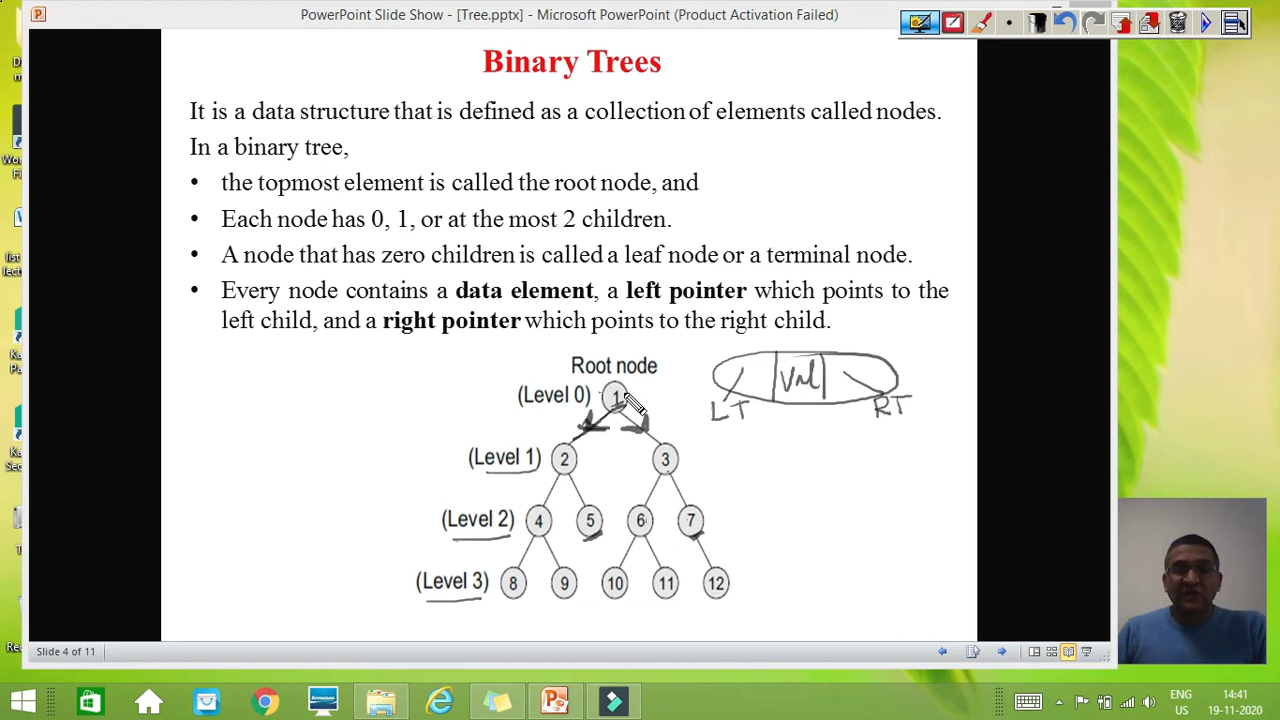 PowerPoint Slide Show - [Tree.pptx] - Microsoft PowerPoint (Product Activation Failed)
Binary Trees
It is a data structure that is defined as a collection of elements called nodes.
In a binary tree,
• the topmost element is called the root node, and
• Each node has 0, 1, or at the most 2 children.
• A node that has zero children is called a leaf node or a terminal node.
• Every node contains a data element, a left pointer which points to the
left child, and a right pointer which points to the right child.
Root node
(Level 0) 1
Val
LT RT
(Level 1) 2 3
(Level 2) 4 5 6 7
(Level 3) 8 9 10 11 12
Slide 4 of 11
ENG 14:41
US 19-11-2020